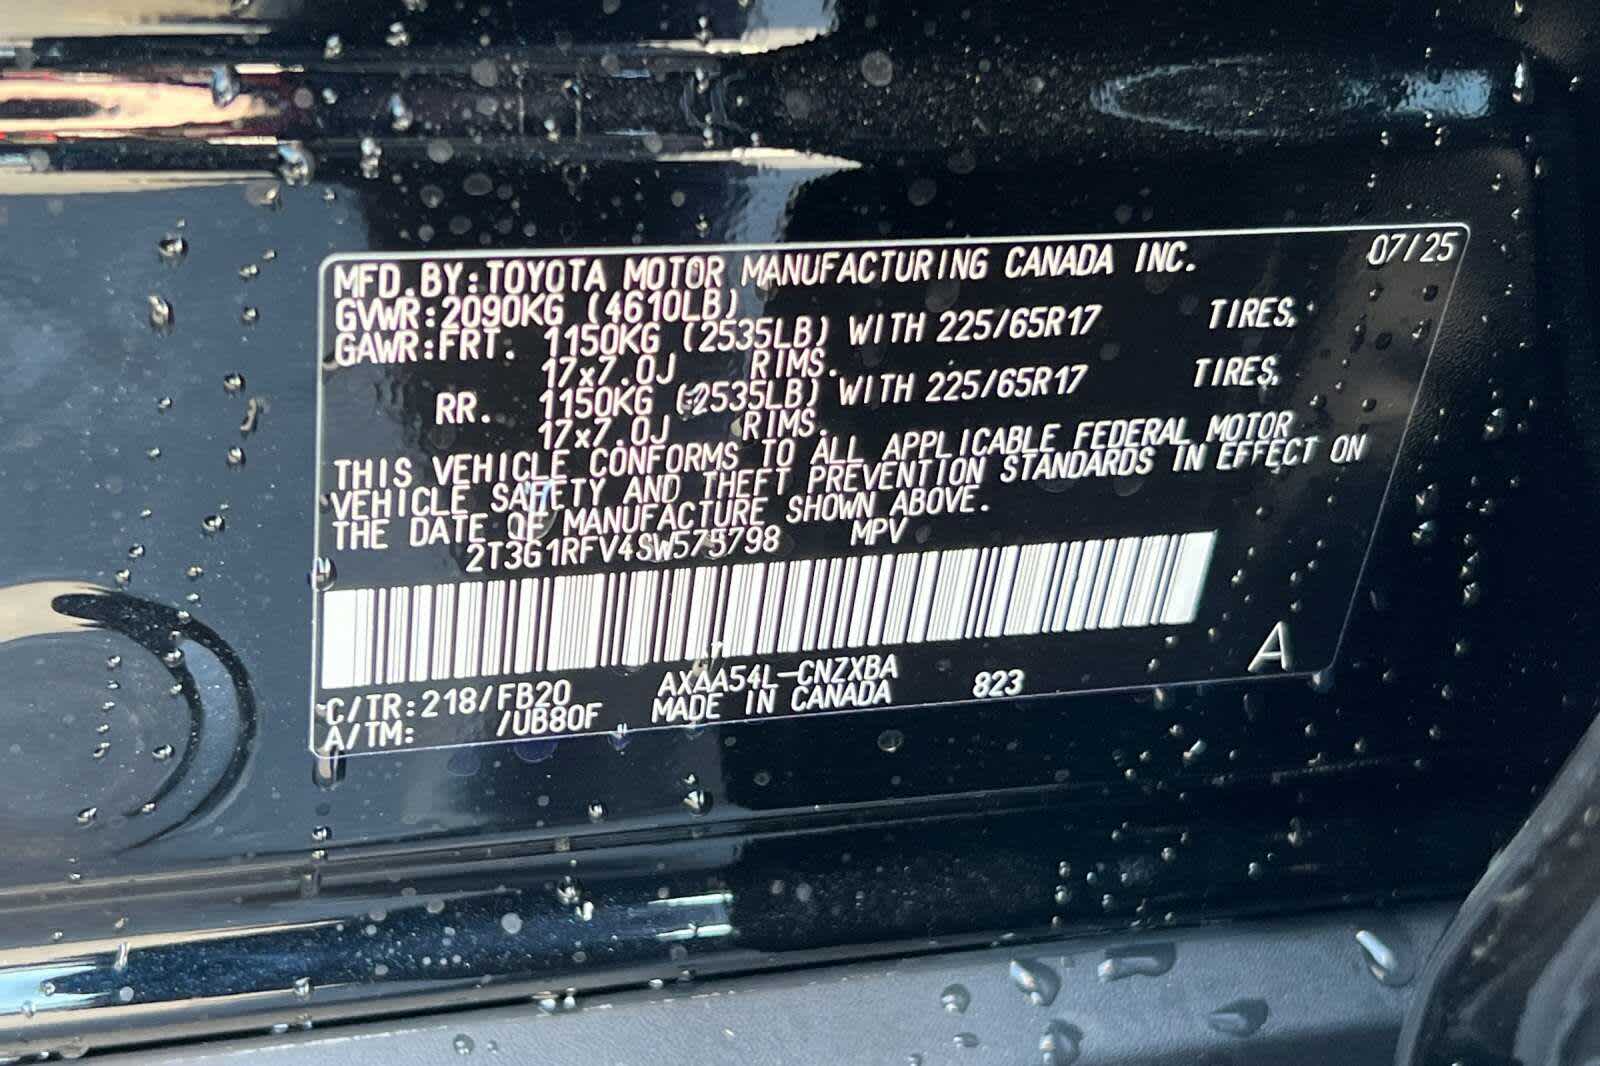 MFD.BY:TOYOTA MOTOR MANUFACTURING CANADA INC. 07/25
GVWR:2090KG (4610LB)
GAWR:FRT. 1150KG (2535LB) WITH 225/65R17 TIRES,
17x7.0J RIMS.
RR. 1150KG (2535LB) WITH 225/65R17 TIRES,
17x7.0J RIMS.
THIS VEHICLE CONFORMS TO ALL APPLICABLE FEDERAL MOTOR
VEHICLE SAFETY AND THEFT PREVENTION STANDARDS IN EFFECT ON
THE DATE OF MANUFACTURE SHOWN ABOVE.
2T3G1RFV4SW575798 MPV
C/TR:218/FB20 AXAA54L-CNZXBA 823 A
A/TM: /UB80F MADE IN CANADA